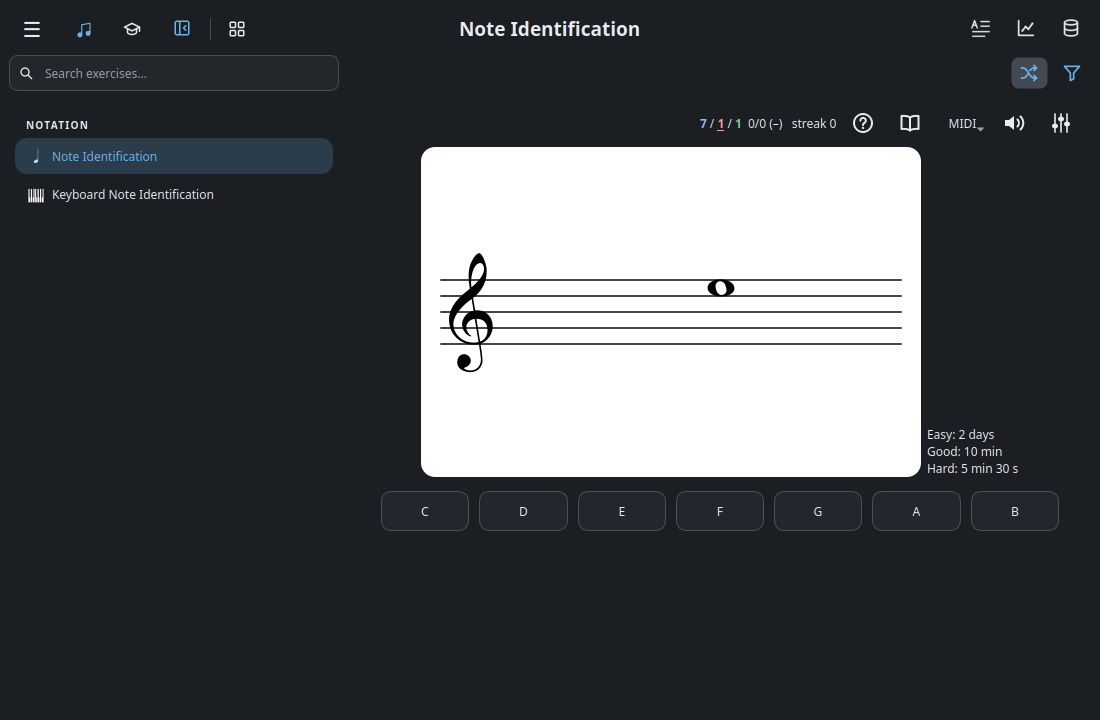 Note Identification
Search exercises...
7 / 1 / 1 0/0 (–) streak 0
MIDI
NOTATION
Note Identification
Keyboard Note Identification
Easy: 2 days
Good: 10 min
Hard: 5 min 30 s
C D E F G A B